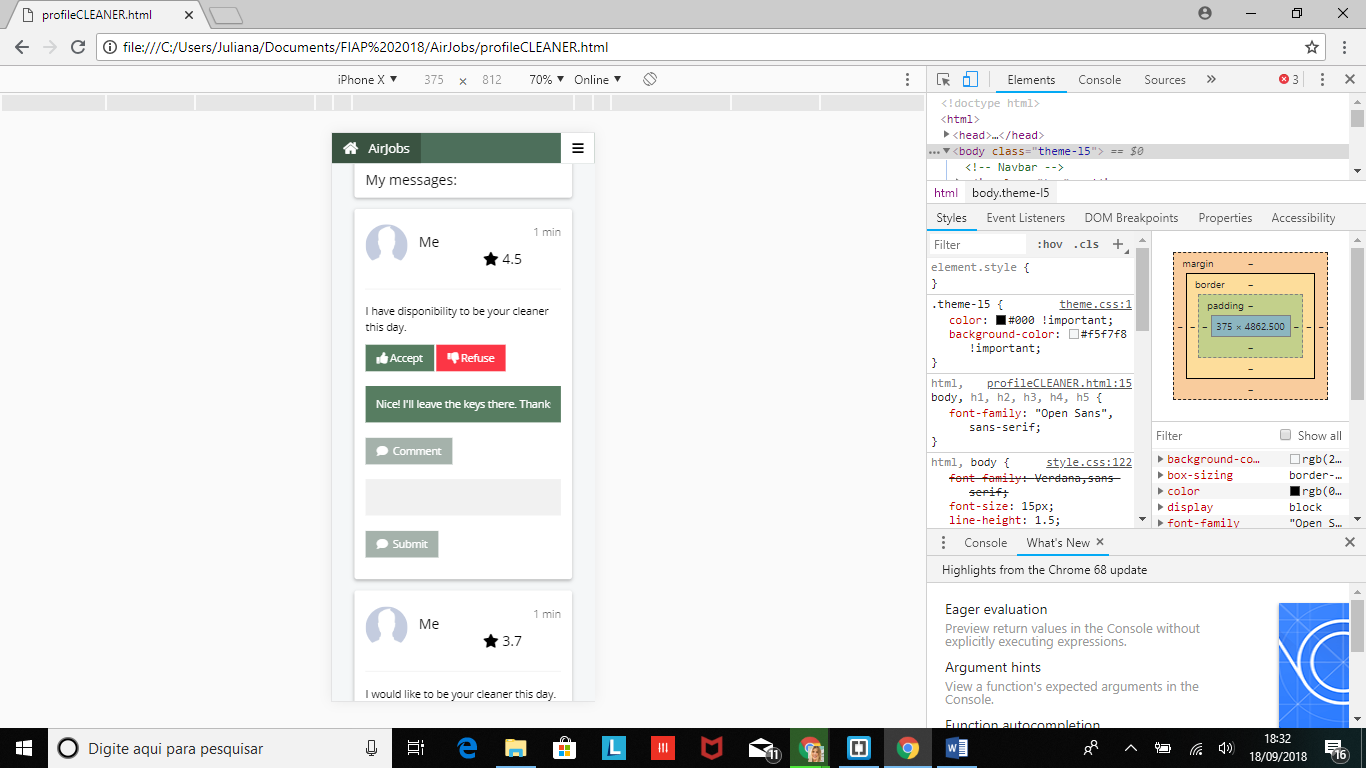 profileCLEANER.html
file:///C:/Users/Juliana/Documents/FIAP%202018/AirJobs/profileCLEANER.html
iPhone X ▼ 375 × 812 70% ▼ Online ▼
AirJobs
My messages:
Me
1 min
4.5
I have disponibility to be your cleaner
this day.
Accept Refuse
Nice! I'll leave the keys there. Thank
Comment
Submit
Me
1 min
3.7
I would like to be your cleaner this day.
Elements Console Sources » 3
<!doctype html>
<html>
<head>…</head>
<body class="theme-l5"> == $0
<!-- Navbar -->
html body.theme-l5
Styles Event Listeners DOM Breakpoints Properties Accessibility
Filter :hov .cls +
element.style {
}
.theme-l5 { theme.css:1
color: #000 !important;
background-color: #f5f7f8
!important;
}
html, profileCLEANER.html:15
body, h1, h2, h3, h4, h5 {
font-family: "Open Sans",
sans-serif;
}
html, body { style.css:122
font-family: Verdana,sans-
serif;
font-size: 15px;
line-height: 1.5;
margin –
border –
padding –
– – – 375 × 4862.500 – – –
–
–
–
Filter Show all
background-co… rgb(2…
box-sizing border-…
color rgb(0…
display block
font-family "Open S…
Console What's New ×
Highlights from the Chrome 68 update
Eager evaluation
Preview return values in the Console without
explicitly executing expressions.
Argument hints
View a function's expected arguments in the
Console.
Function autocompletion
Digite aqui para pesquisar
L
11
W
18:32
18/09/2018
16